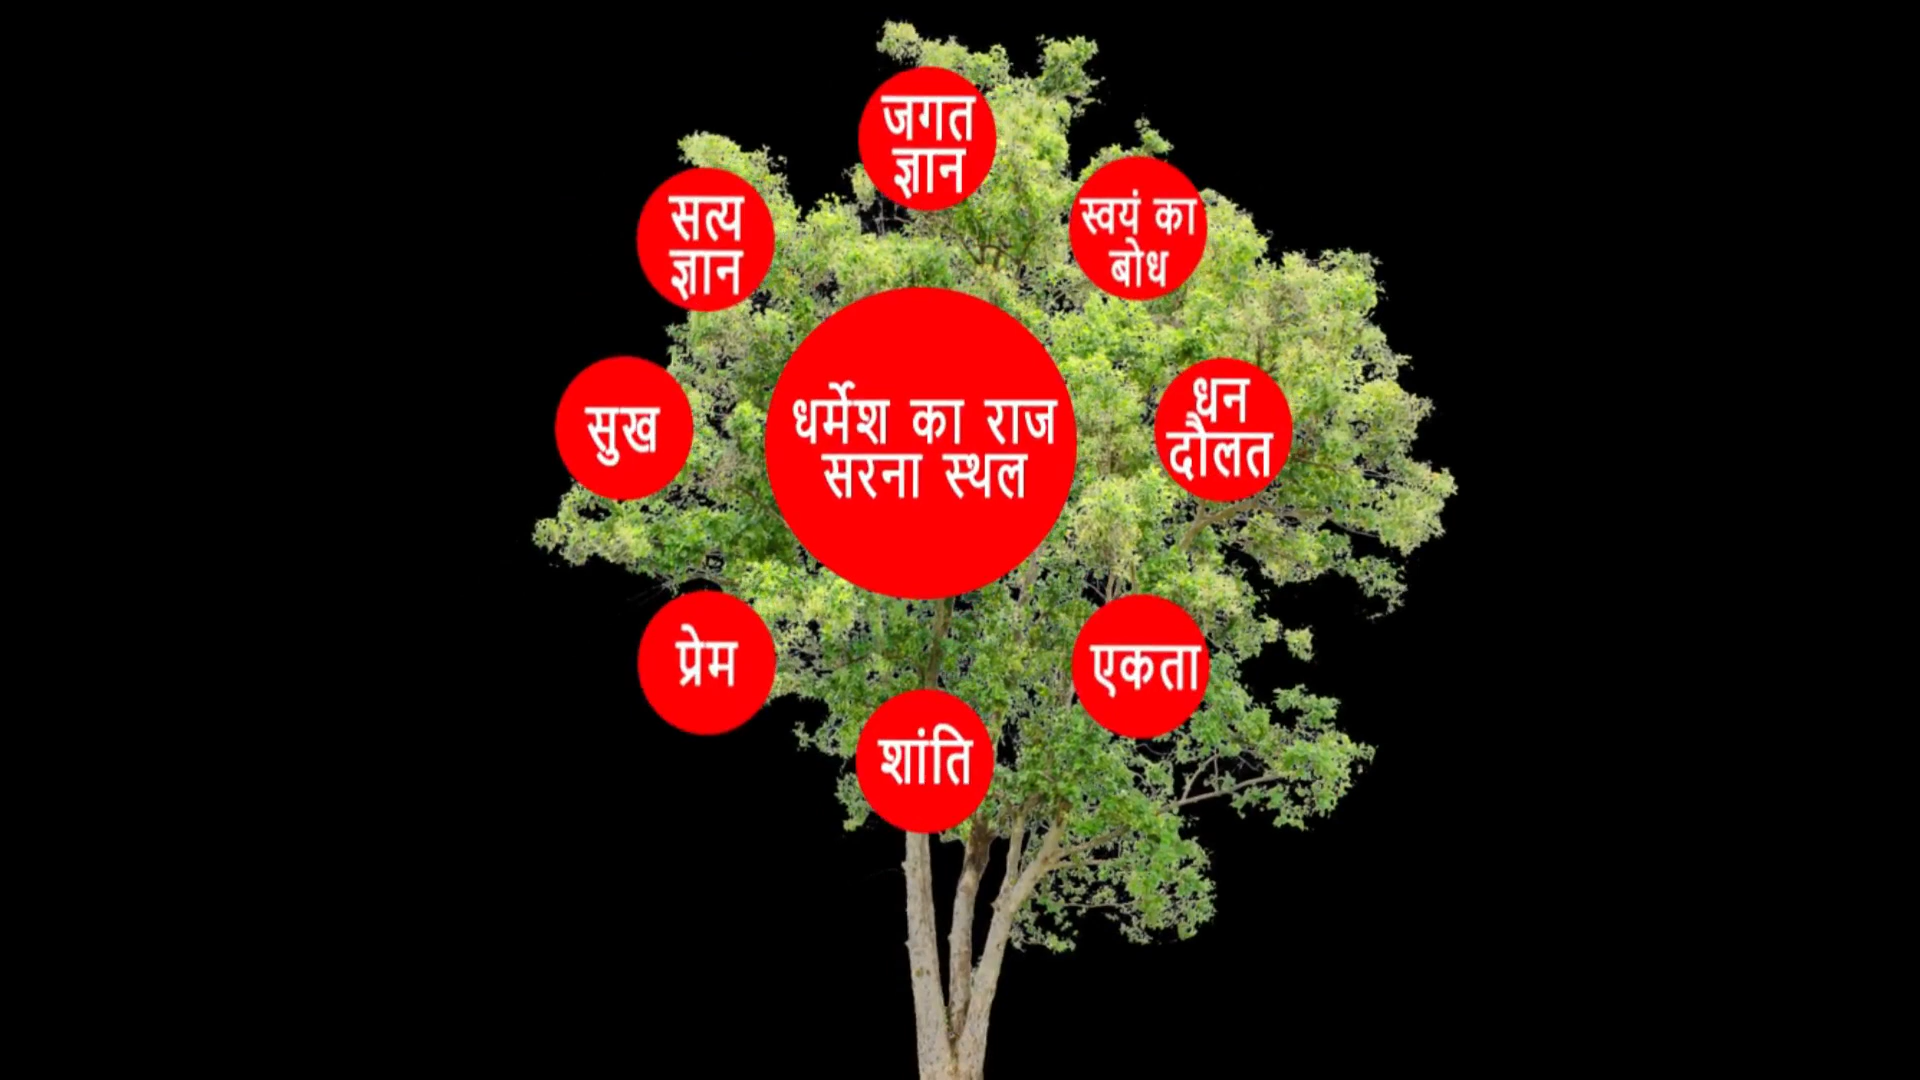 जगत
ज्ञान
स्वयं का
बोध
सत्य
ज्ञान
धन
दौलत
सुख
धर्मेश का राज
सरना स्थल
एकता
प्रेम
शांति